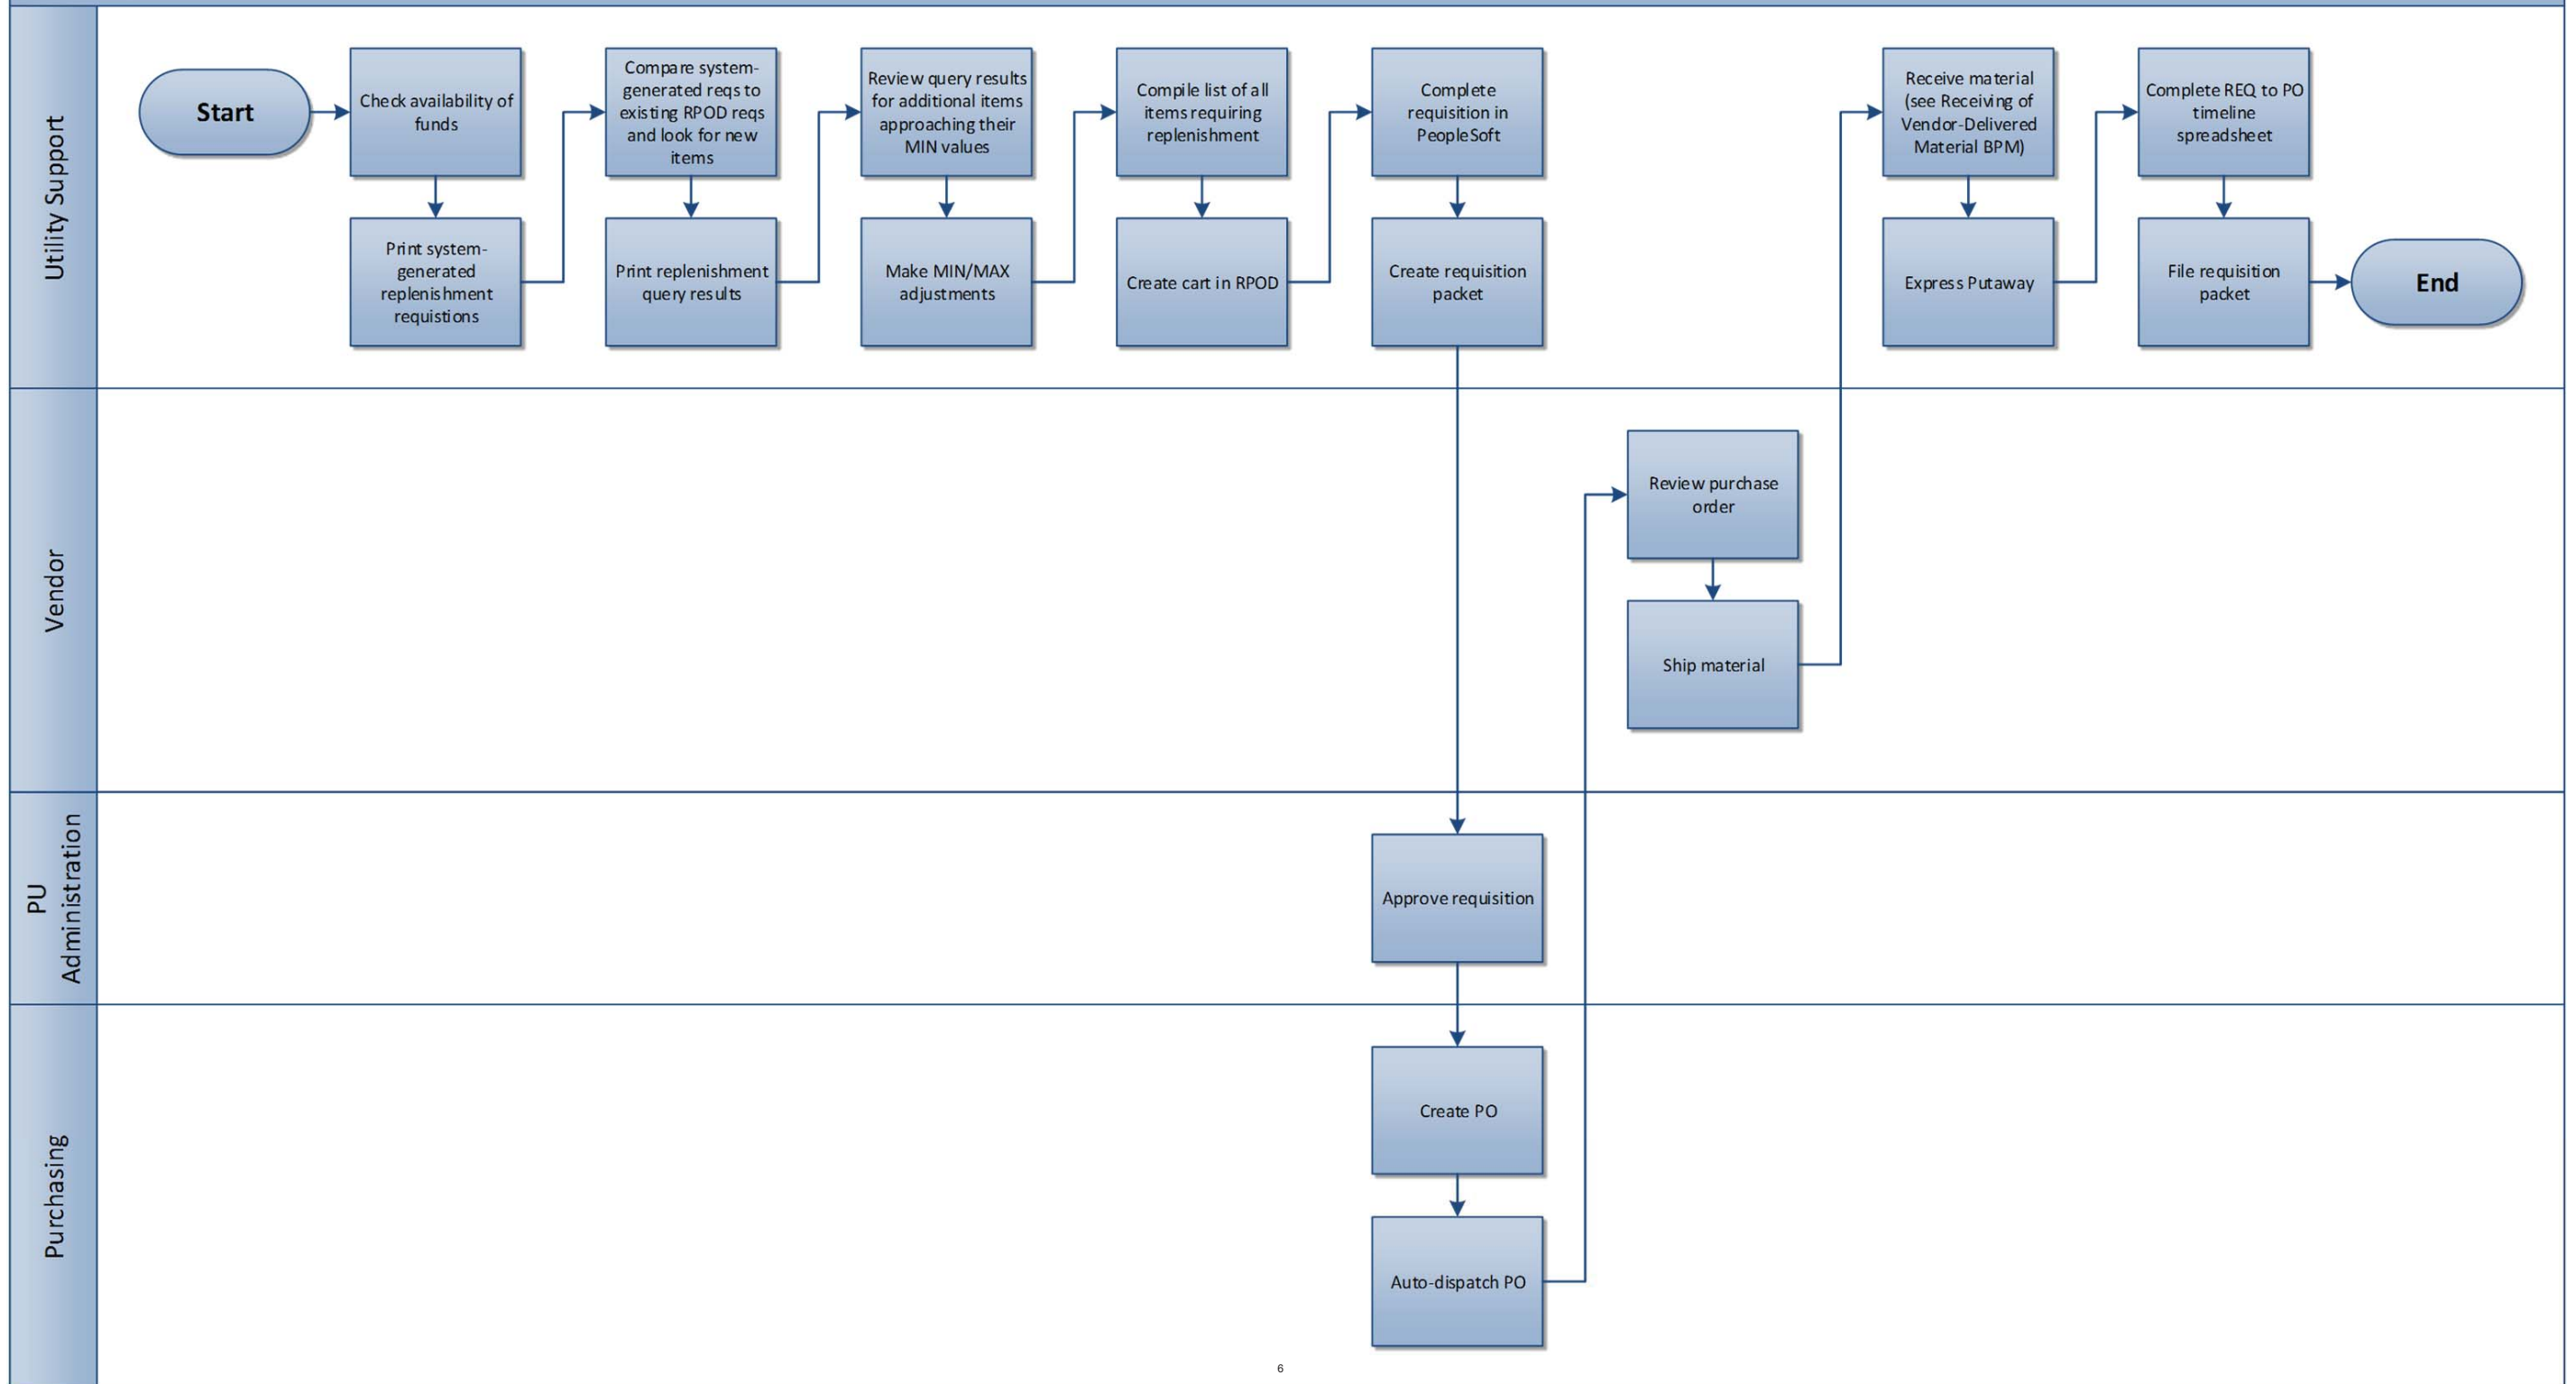 Utility Support
Start
Check availability of
funds
Print system-
generated
replenishment
requistions
Compare system-
generated reqs to
existing RPOD reqs
and look for new
items
Print replenishment
query results
Review query results
for additional items
approaching their
MIN values
Make MIN/MAX
adjustments
Compile list of all
items requiring
replenishment
Create cart in RPOD
Complete
requisition in
PeopleSoft
Create requisition
packet
Receive material
(see Receiving of
Vendor-Delivered
Material BPM)
Express Putaway
Complete REQ to PO
timeline
spreadsheet
File requisition
packet
End
Vendor
Review purchase
order
Ship material
PU
Administration
Approve requisition
Purchasing
Create PO
Auto-dispatch PO
6